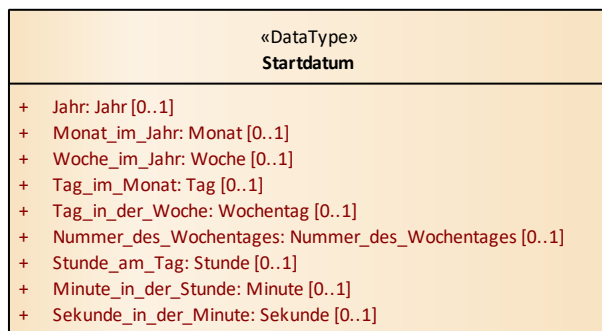 «DataType»
Startdatum
+ Jahr: Jahr [0..1]
+ Monat_im_Jahr: Monat [0..1]
+ Woche_im_Jahr: Woche [0..1]
+ Tag_im_Monat: Tag [0..1]
+ Tag_in_der_Woche: Wochentag [0..1]
+ Nummer_des_Wochentages: Nummer_des_Wochentages [0..1]
+ Stunde_am_Tag: Stunde [0..1]
+ Minute_in_der_Stunde: Minute [0..1]
+ Sekunde_in_der_Minute: Sekunde [0..1]